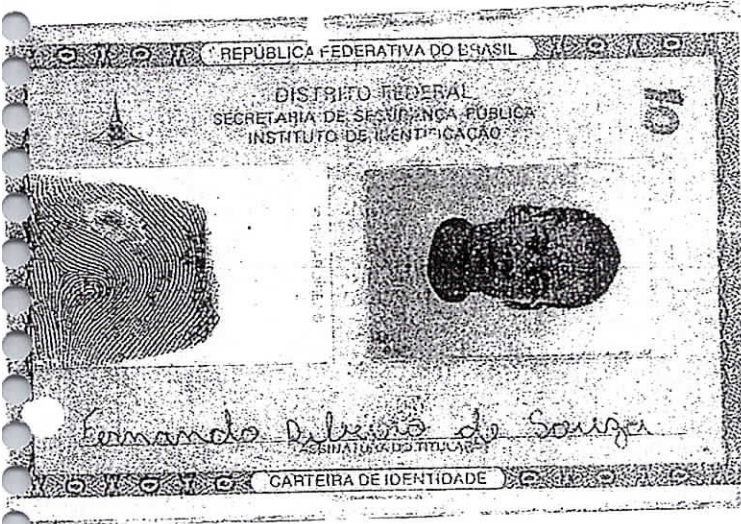 REPÚBLICA FEDERATIVA DO BRASIL
DISTRITO FEDERAL
SECRETARIA DE SEGURANÇA PÚBLICA
INSTITUTO DE IDENTIFICAÇÃO
Fernando Ribeiro de Souza
ASSINATURA DO TITULAR
CARTEIRA DE IDENTIDADE